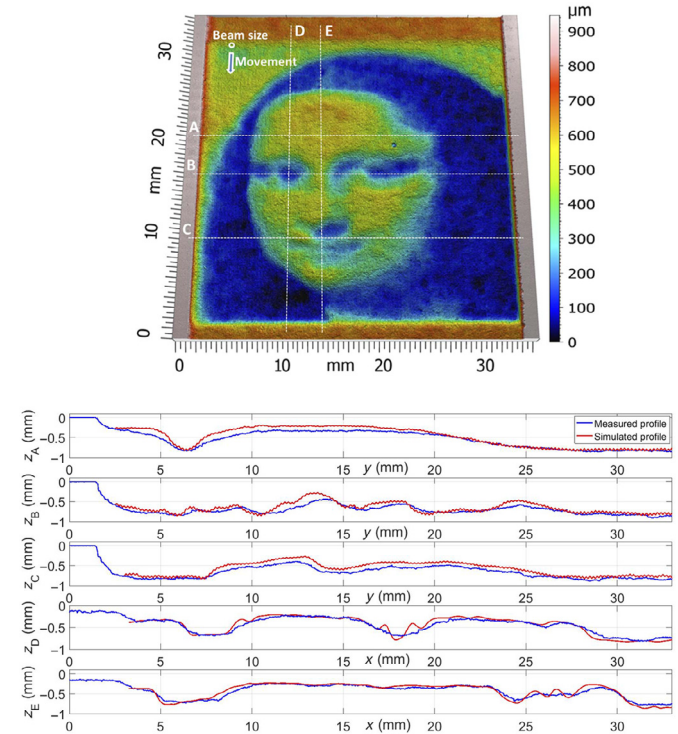 µm
D E
Beam size
Movement
A
B
C
30
20
10
0
mm
0 10 20 30
mm
900
800
700
600
500
400
300
200
100
0
Measured profile
Simulated profile
z_A (mm)
0
-0.5
-1
0 5 10 15 20 25 30
y (mm)
z_B (mm)
0
-0.5
-1
0 5 10 15 20 25 30
y (mm)
z_C (mm)
0
-0.5
-1
0 5 10 15 20 25 30
y (mm)
z_D (mm)
0
-0.5
-1
0 5 10 15 20 25 30
x (mm)
z_E (mm)
0
-0.5
-1
0 5 10 15 20 25 30
x (mm)